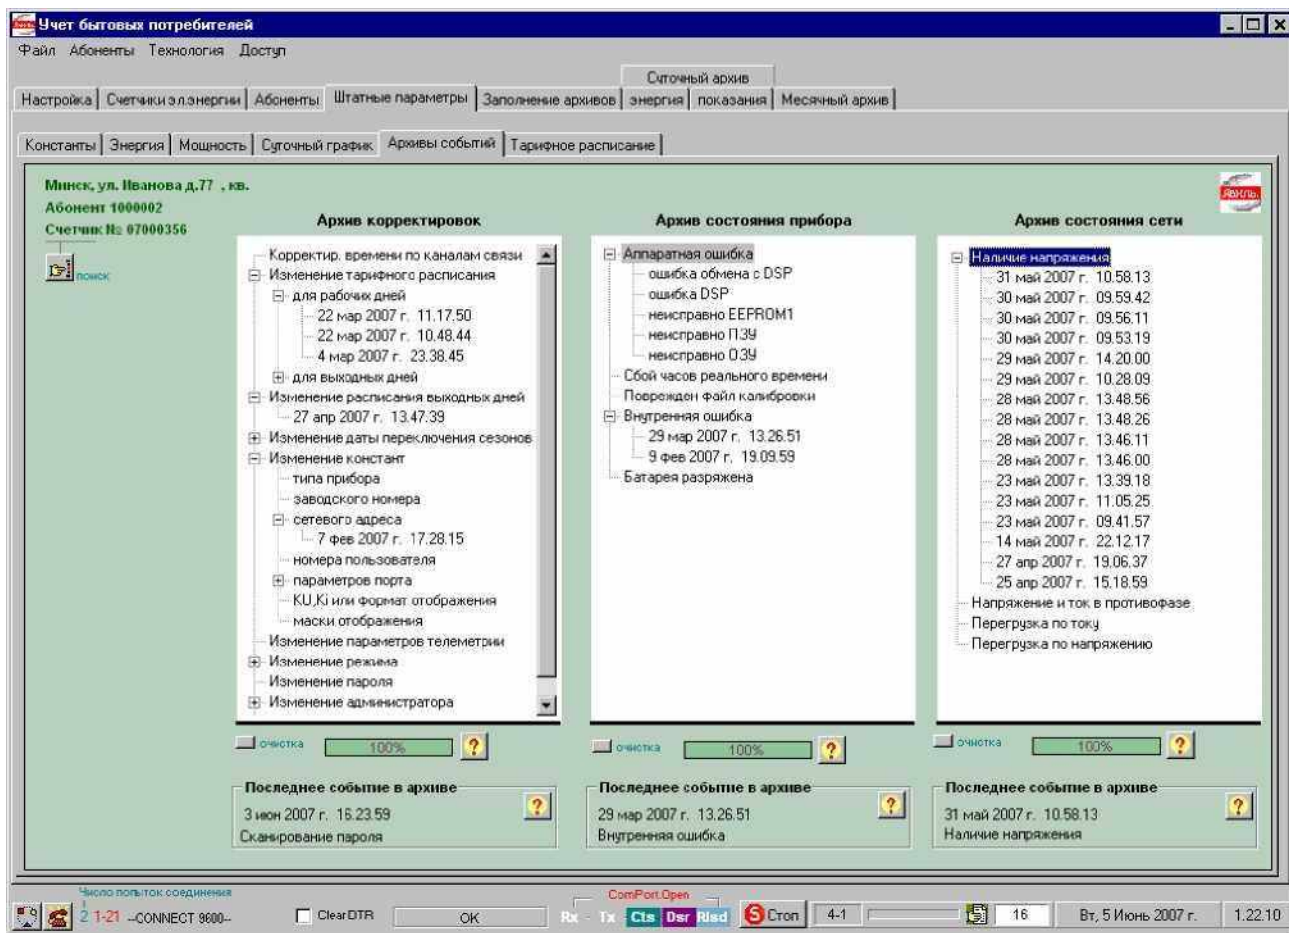 Учет бытовых потребителей
Файл Абоненты Технология Доступ
Суточный архив
Настройка Счетчики эл.энергии Абоненты Штатные параметры Заполнение архивов энергия показания Месячный архив
Константы Энергия Мощность Суточный график Архивы событий Тарифное расписание
Минск, ул. Иванова д.77 , кв.
Абонент 1000002
Счетчик № 07000356
поиск
Архив корректировок
Корректир. времени по каналам связи
Изменение тарифного расписания
для рабочих дней
22 мар 2007 г. 11.17.50
22 мар 2007 г. 10.48.44
4 мар 2007 г. 23.38.45
для выходных дней
Изменение расписания выходных дней
27 апр 2007 г. 13.47.39
Изменение даты переключения сезонов
Изменение констант
типа прибора
заводского номера
сетевого адреса
7 фев 2007 г. 17.28.15
номера пользователя
параметров порта
KU,Ki или формат отображения
маски отображения
Изменение параметров телеметрии
Изменение режима
Изменение пароля
Изменение администратора
очистка 100% ?
Последнее событие в архиве
3 июн 2007 г. 16.23.59 ?
Сканирование пароля
Архив состояния прибора
Аппаратная ошибка
ошибка обмена с DSP
ошибка DSP
неисправно EEPROM1
неисправно ПЗУ
неисправно ОЗУ
Сбой часов реального времени
Поврежден файл калибровки
Внутренняя ошибка
29 мар 2007 г. 13.26.51
9 фев 2007 г. 19.09.59
Батарея разряжена
очистка 100% ?
Последнее событие в архиве
29 мар 2007 г. 13.26.51 ?
Внутренняя ошибка
Архив состояния сети
Наличие напряжения
31 май 2007 г. 10.58.13
30 май 2007 г. 09.59.42
30 май 2007 г. 09.56.11
30 май 2007 г. 09.53.19
29 май 2007 г. 14.20.00
29 май 2007 г. 10.28.09
28 май 2007 г. 13.48.56
28 май 2007 г. 13.48.26
28 май 2007 г. 13.46.11
28 май 2007 г. 13.46.00
23 май 2007 г. 13.39.18
23 май 2007 г. 11.05.25
23 май 2007 г. 09.41.57
14 май 2007 г. 22.12.17
27 апр 2007 г. 19.06.37
25 апр 2007 г. 15.18.59
Напряжение и ток в противофазе
Перегрузка по току
Перегрузка по напряжению
очистка 100% ?
Последнее событие в архиве
31 май 2007 г. 10.58.13 ?
Наличие напряжения
Число попыток соединения
ComPort.Open
2 1-21 --CONNECT 9600-- ClearDTR OK Rx - Tx Cts Dsr Rlsd Стоп 4-1 16 Вт, 5 Июнь 2007 г. 1.22.10